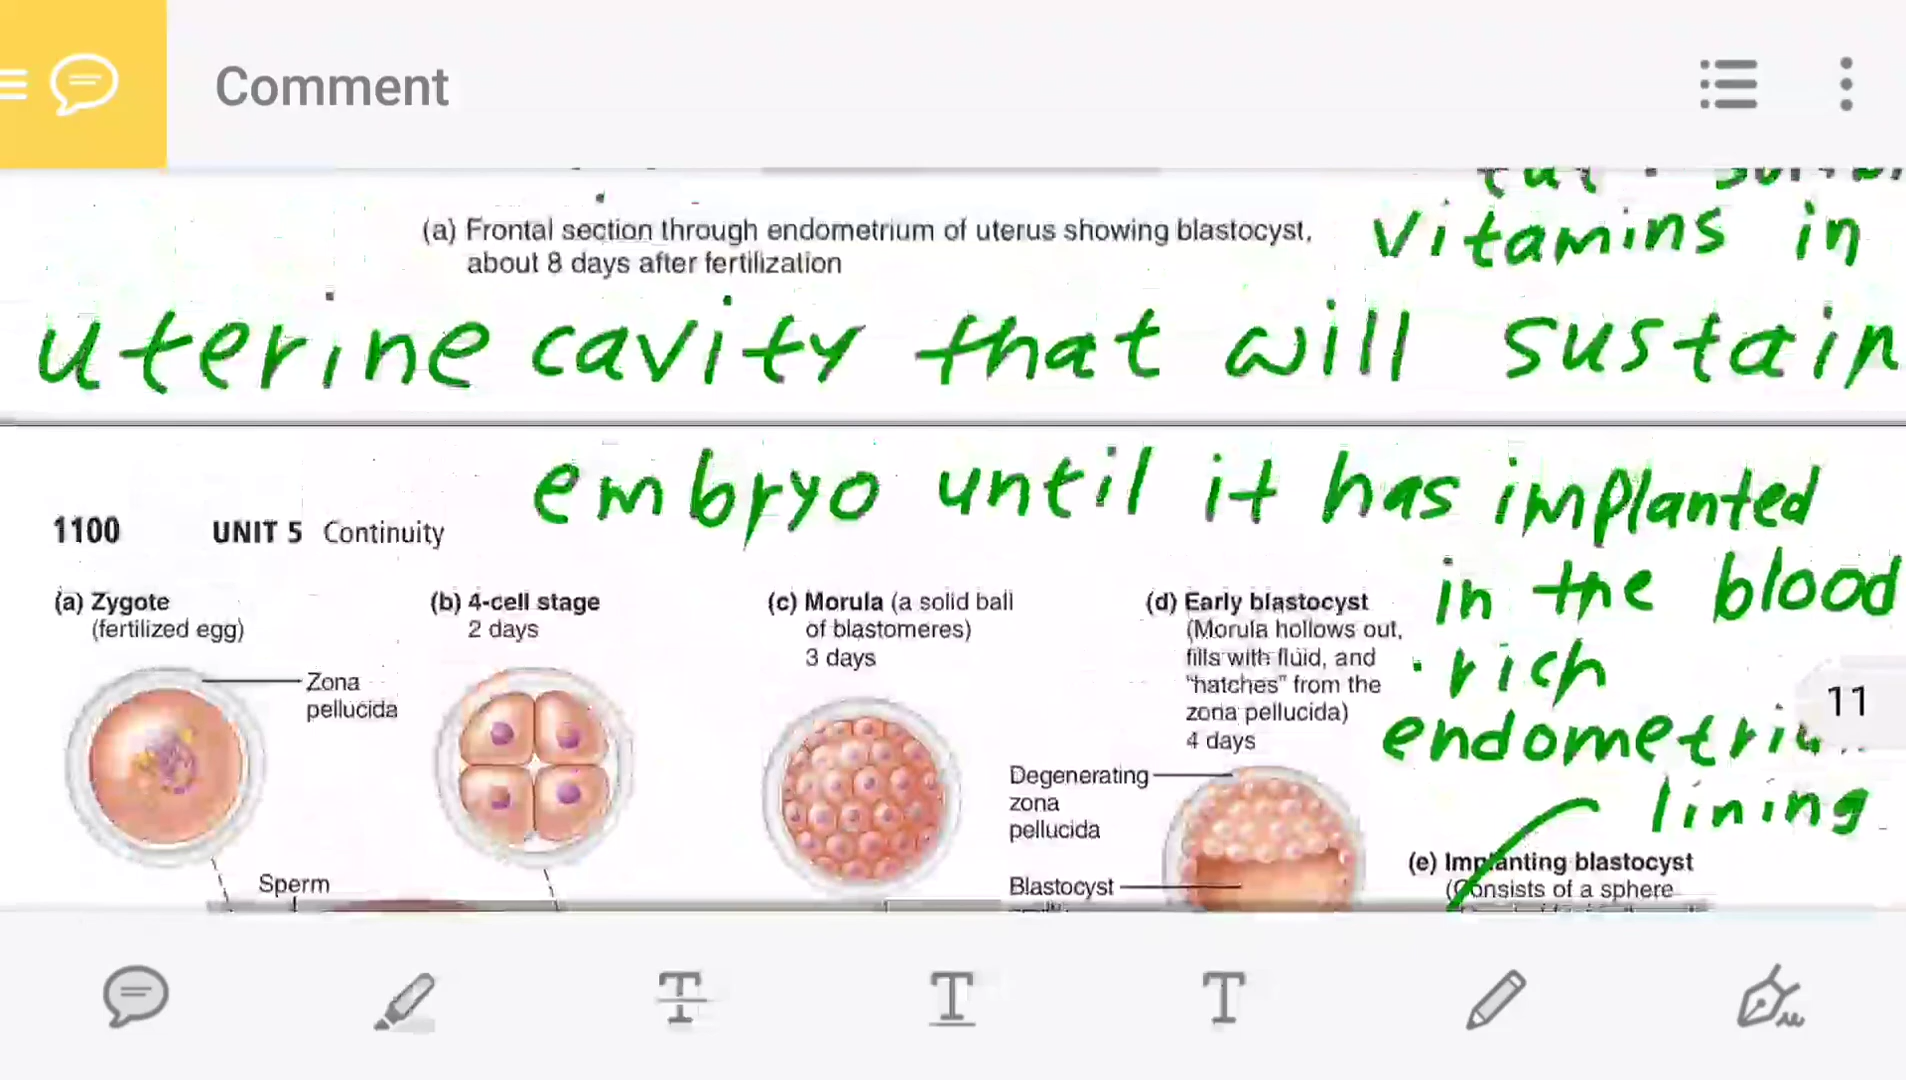 Comment
vitamins in
(a) Frontal section through endometrium of uterus showing blastocyst,
about 8 days after fertilization
uterine cavity that will sustain
embryo until it has implanted
in the blood
rich
endometrium
lining
1100 UNIT 5 Continuity
(a) Zygote
(fertilized egg)
Zona
pellucida
Sperm
(b) 4-cell stage
2 days
(c) Morula (a solid ball
of blastomeres)
3 days
(d) Early blastocyst
(Morula hollows out,
fills with fluid, and
"hatches" from the
zona pellucida)
4 days
Degenerating
zona
pellucida
Blastocyst
11
(e) Implanting blastocyst
(Consists of a sphere
T
T
T